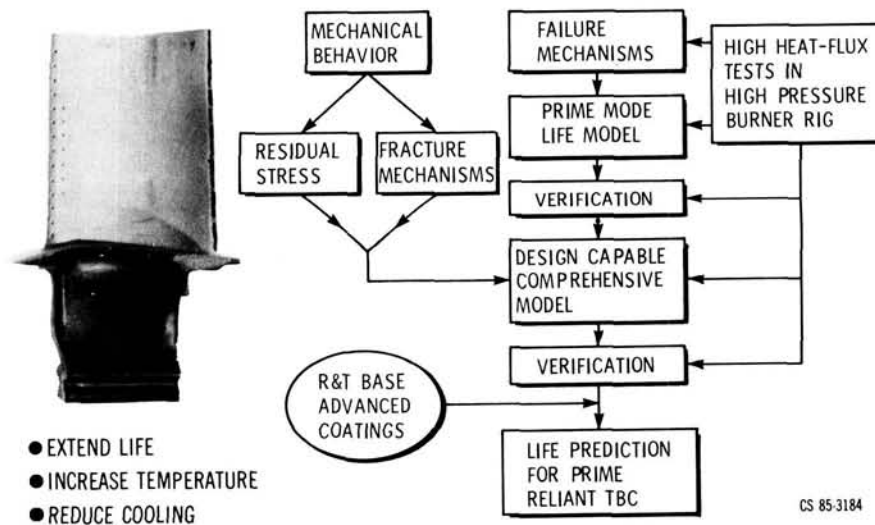 MECHANICAL
BEHAVIOR
RESIDUAL
STRESS
FRACTURE
MECHANISMS
FAILURE
MECHANISMS
PRIME MODE
LIFE MODEL
VERIFICATION
DESIGN CAPABLE
COMPREHENSIVE
MODEL
VERIFICATION
LIFE PREDICTION
FOR PRIME
RELIANT TBC
HIGH HEAT-FLUX
TESTS IN
HIGH PRESSURE
BURNER RIG
R&T BASE
ADVANCED
COATINGS
● EXTEND LIFE
● INCREASE TEMPERATURE
● REDUCE COOLING
CS 85-3184